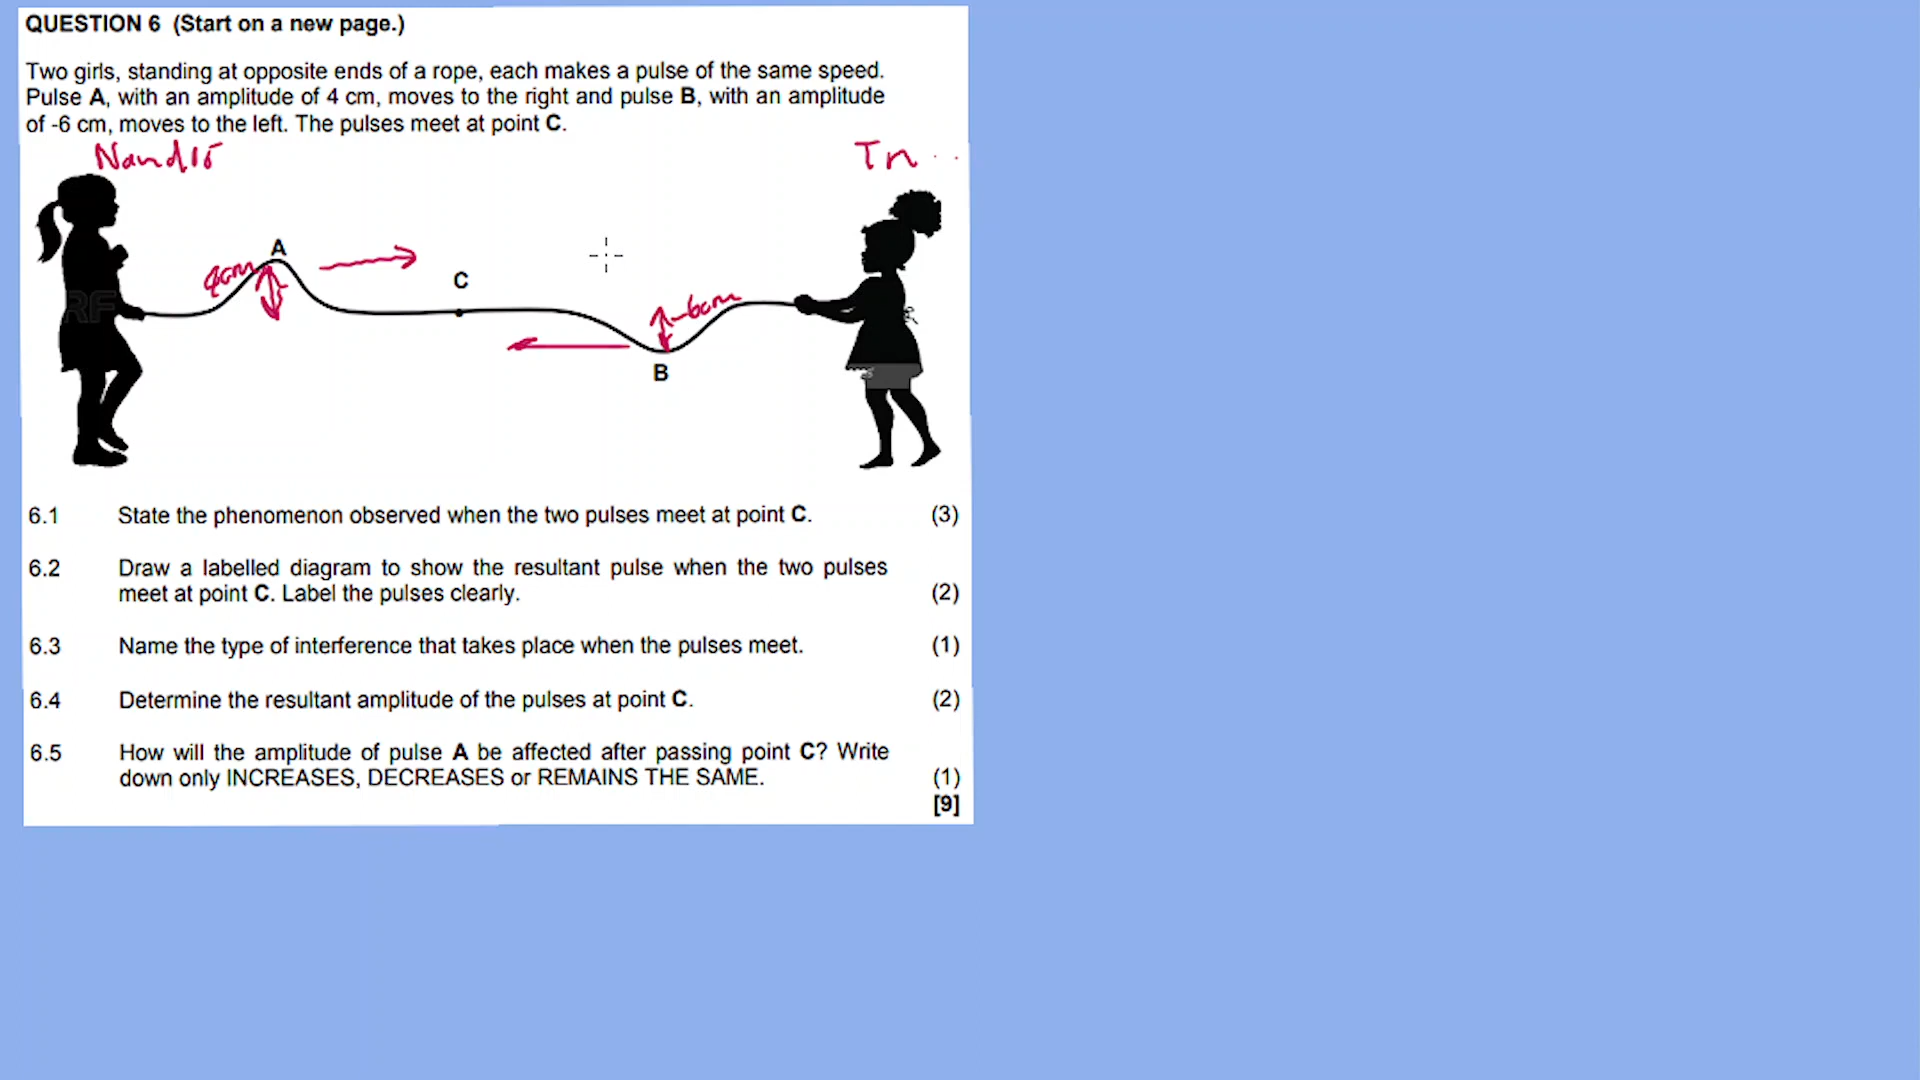 QUESTION 6 (Start on a new page.)
Two girls, standing at opposite ends of a rope, each makes a pulse of the same speed.
Pulse A, with an amplitude of 4 cm, moves to the right and pulse B, with an amplitude
of -6 cm, moves to the left. The pulses meet at point C.
Tn
A
4cm
C
-6cm
RF
B
6.1 State the phenomenon observed when the two pulses meet at point C. (3)
6.2 Draw a labelled diagram to show the resultant pulse when the two pulses
meet at point C. Label the pulses clearly. (2)
6.3 Name the type of interference that takes place when the pulses meet. (1)
6.4 Determine the resultant amplitude of the pulses at point C. (2)
6.5 How will the amplitude of pulse A be affected after passing point C? Write
down only INCREASES, DECREASES or REMAINS THE SAME. (1)
[9]